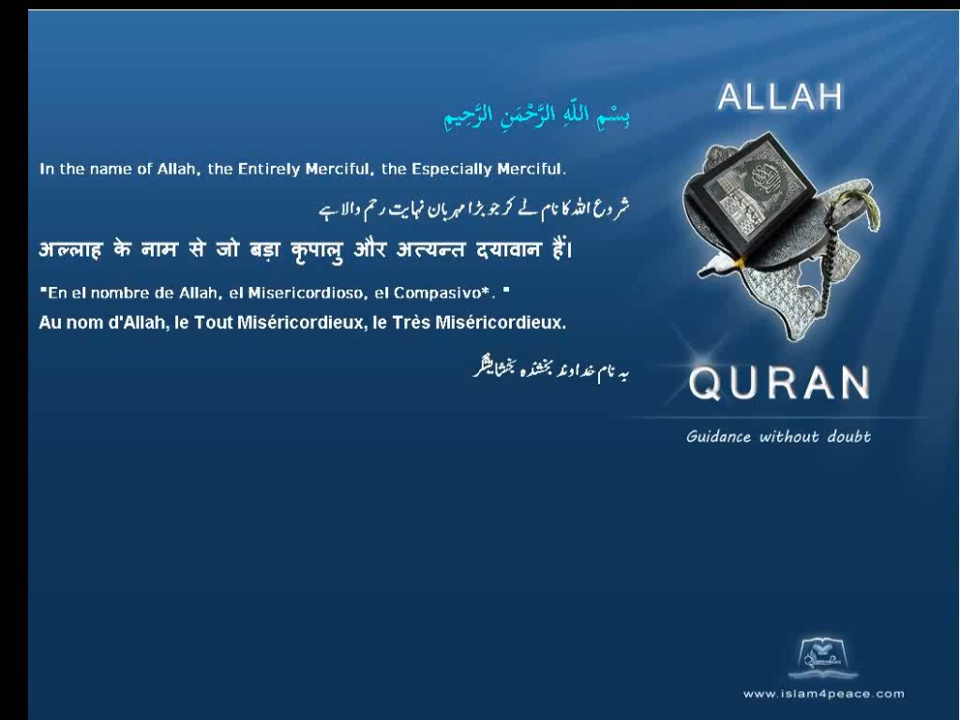 بِسْمِ اللّهِ الرَّحْمَنِ الرَّحِيمِ
In the name of Allah, the Entirely Merciful, the Especially Merciful.
شروع اللہ کا نام لے کر جو بڑا مہربان نہایت رحم والا ہے
अल्लाह के नाम से जो बड़ा कृपालु और अत्यन्त दयावान हैं।
"En el nombre de Allah, el Misericordioso, el Compasivo*. "
Au nom d'Allah, le Tout Miséricordieux, le Très Miséricordieux.
به نام خداوند بخشنده بخشایشگر
ALLAH
QURAN
Guidance without doubt
www.islam4peace.com